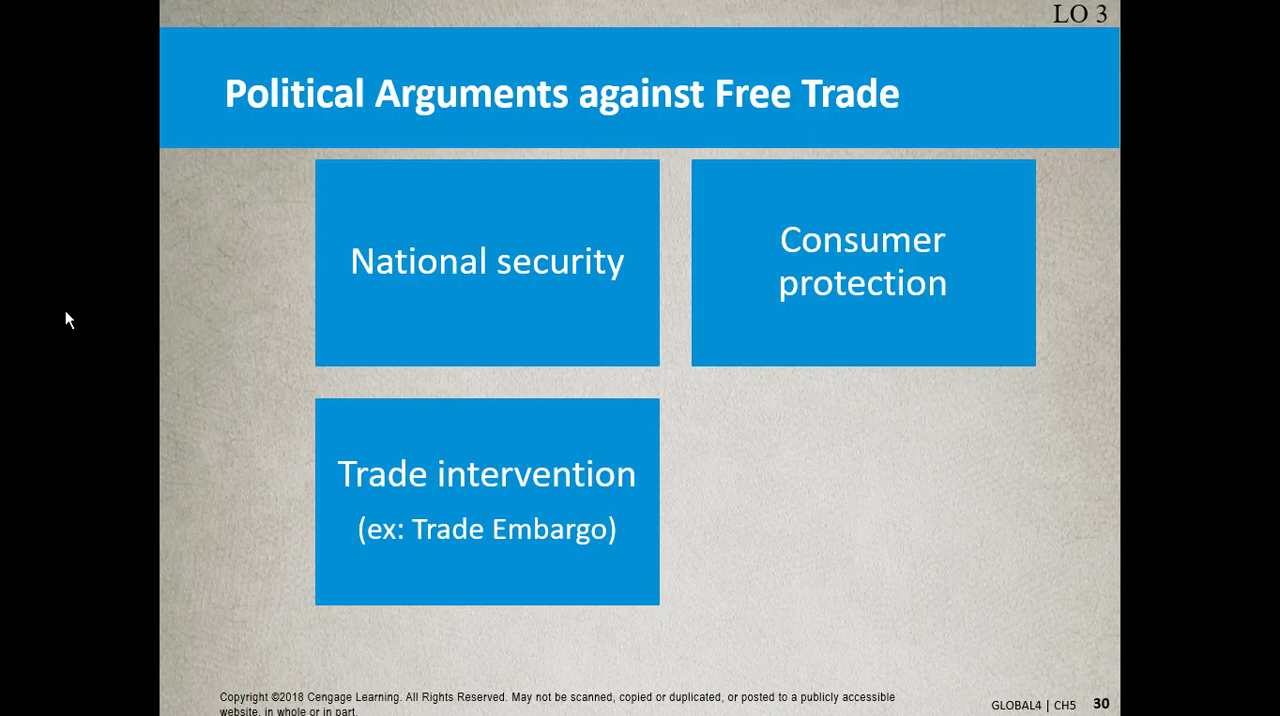 LO 3
Political Arguments against Free Trade
National security
Consumer
protection
Trade intervention
(ex: Trade Embargo)
Copyright ©2018 Cengage Learning. All Rights Reserved. May not be scanned, copied or duplicated, or posted to a publicly accessible
website, in whole or in part.
GLOBAL4 | CH5 30